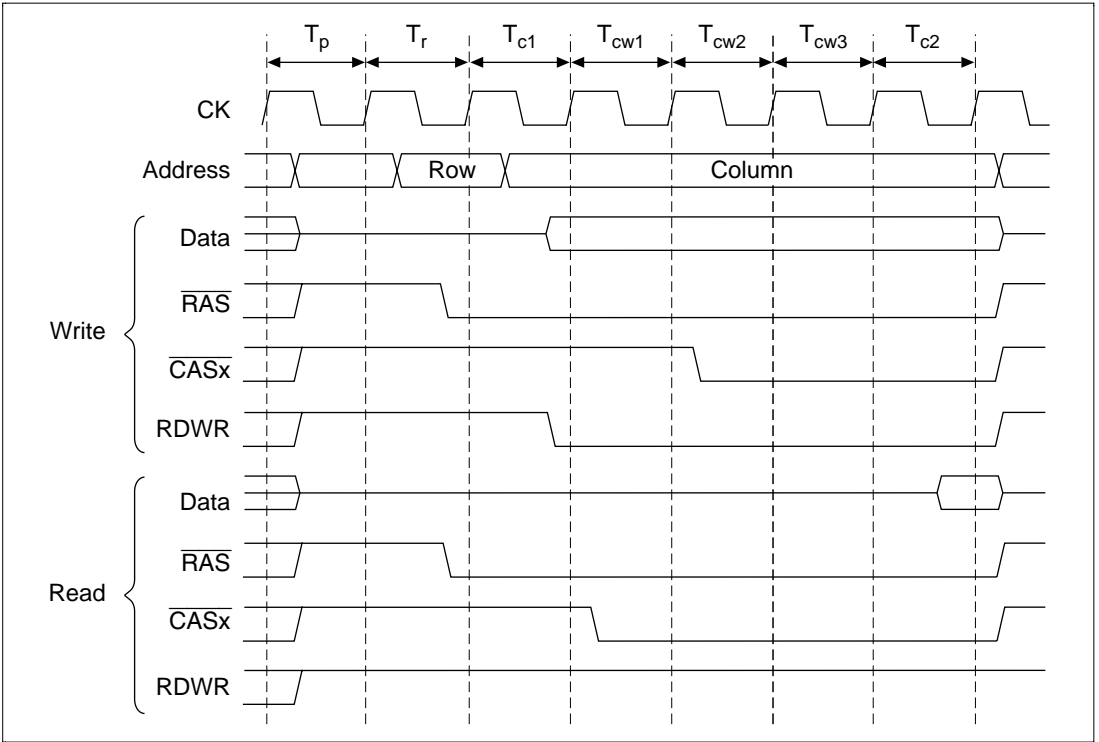 Tp Tr Tc1 Tcw1 Tcw2 Tcw3 Tc2
CK
Address Row Column
Write
Data
RAS
CASx
RDWR
Read
Data
RAS
CASx
RDWR